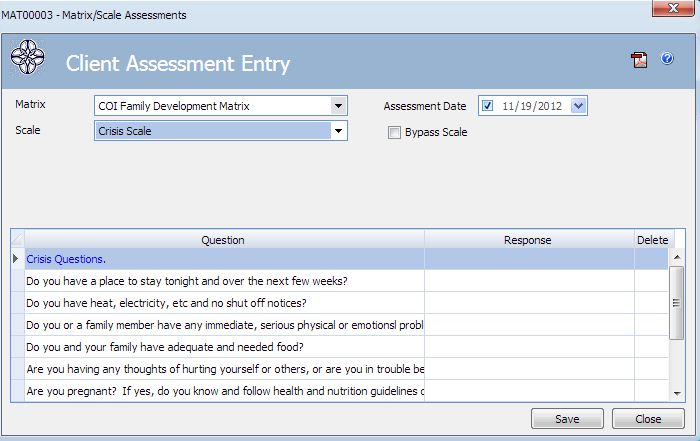 MAT00003 - Matrix/Scale Assessments
Client Assessment Entry
Matrix COI Family Development Matrix Assessment Date 11/19/2012
Scale Crisis Scale Bypass Scale
Question Response Delete
Crisis Questions.
Do you have a place to stay tonight and over the next few weeks?
Do you have heat, electricity, etc and no shut off notices?
Do you or a family member have any immediate, serious physical or emotionsl probl
Do you and your family have adequate and needed food?
Are you having any thoughts of hurting yourself or others, or are you in trouble be
Are you pregnant? If yes, do you know and follow health and nutrition guidelines c
Save Close